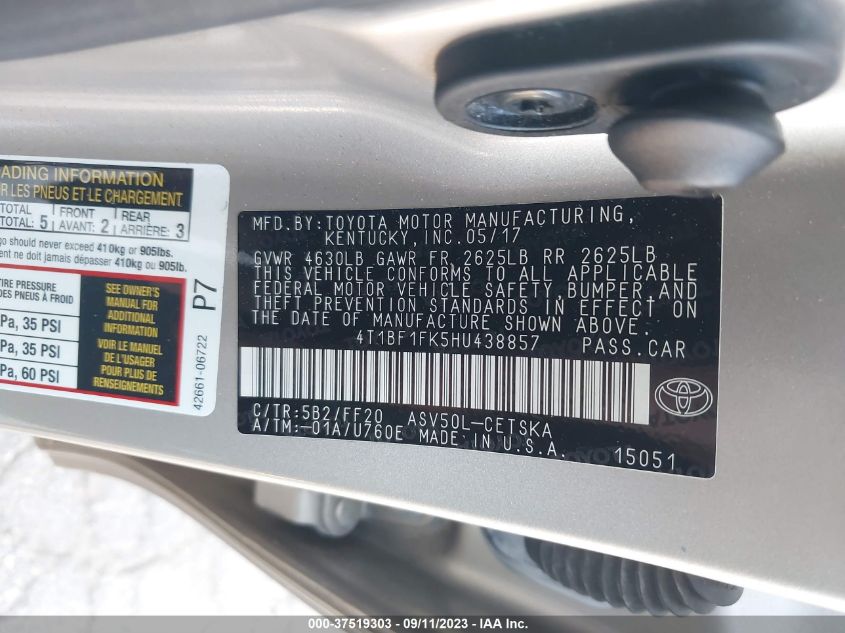 ADING INFORMATION
R LES PNEUS ET LE CHARGEMENT
TOTAL FRONT REAR
TOTAL: 5 AVANT: 2 ARRIÈRE: 3
go should never exceed 410kg or 905lbs.
ne doit jamais dépasser 410kg ou 905lb.
TIRE PRESSURE
DES PNEUS À FROID
Pa, 35 PSI
Pa, 35 PSI
Pa, 60 PSI
SEE OWNER'S
MANUAL FOR
ADDITIONAL
INFORMATION
VOIR LE MANUEL
DE L'USAGER
POUR PLUS DE
RENSEIGNEMENTS
P7
42661-06722
MFD.BY:TOYOTA MOTOR MANUFACTURING,
KENTUCKY, INC.05/17
GVWR 4630LB GAWR FR 2625LB RR 2625LB
THIS VEHICLE CONFORMS TO ALL APPLICABLE
FEDERAL MOTOR VEHICLE SAFETY, BUMPER, AND
THEFT PREVENTION STANDARDS IN EFFECT ON
THE DATE OF MANUFACTURE SHOWN ABOVE.
4T1BF1FK5HU438857 PASS.CAR
C/TR:5B2/FF20 ASV50L-CETSKA
A/TM:-01A/U760E MADE IN U.S.A. 15051
000-37519303 - 09/11/2023 - IAAI.COM